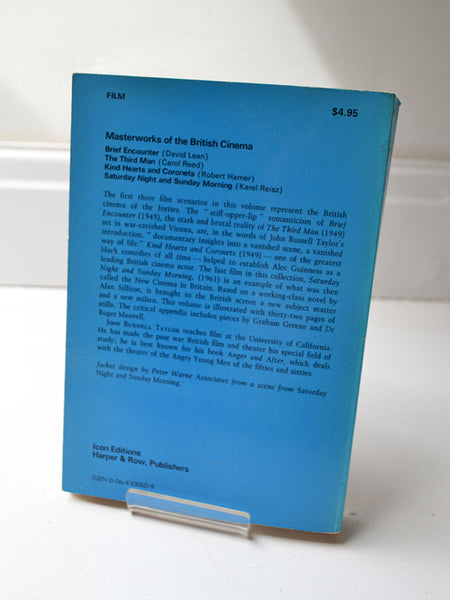 FILM
$4.95
Masterworks of the British Cinema
Brief Encounter (David Lean)
The Third Man (Carol Reed)
Kind Hearts and Coronets (Robert Hamer)
Saturday Night and Sunday Morning (Karel Reisz)
The first three film scenarios in this volume represent the British
cinema of the forties. The "stiff-upper-lip" romanticism of Brief
Encounter (1945), the stark and brutal reality of The Third Man (1949)
set in war-ravished Vienna, are, in the words of John Russell Taylor's
introduction, "documentary insights into a vanished scene, a vanished
way of life." Kind Hearts and Coronets (1949) — one of the greatest
black comedies of all time — helped to establish Alec Guinness as a
leading British cinema actor. The last film in this collection, Saturday
Night and Sunday Morning, (1961) is an example of what was then
called the New Cinema in Britain. Based on a working-class novel by
Alan Sillitoe, it brought to the British screen a new subject matter
and a new milieu. This volume is illustrated with thirty-two pages of
stills. The critical appendix includes pieces by Graham Greene and Dr
Roger Manvell.
JOHN RUSSELL TAYLOR teaches film at the University of California.
He has made the post war British film and theater his special field of
study; he is best known for his book Anger and After, which deals
with the theater of the Angry Young Men of the fifties and sixties.
Jacket design by Peter Warne Associates from a scene from Saturday
Night and Sunday Morning.
Icon Editions
Harper & Row, Publishers
ISBN 0-06-430060-9